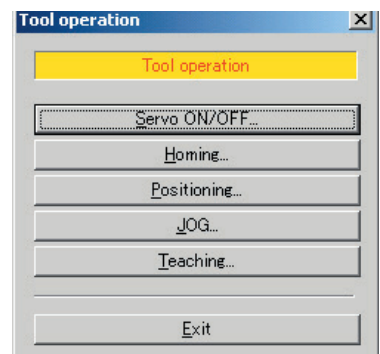 Tool operation
Tool operation
Servo ON/OFF...
Homing...
Positioning...
JOG...
Teaching...
Exit